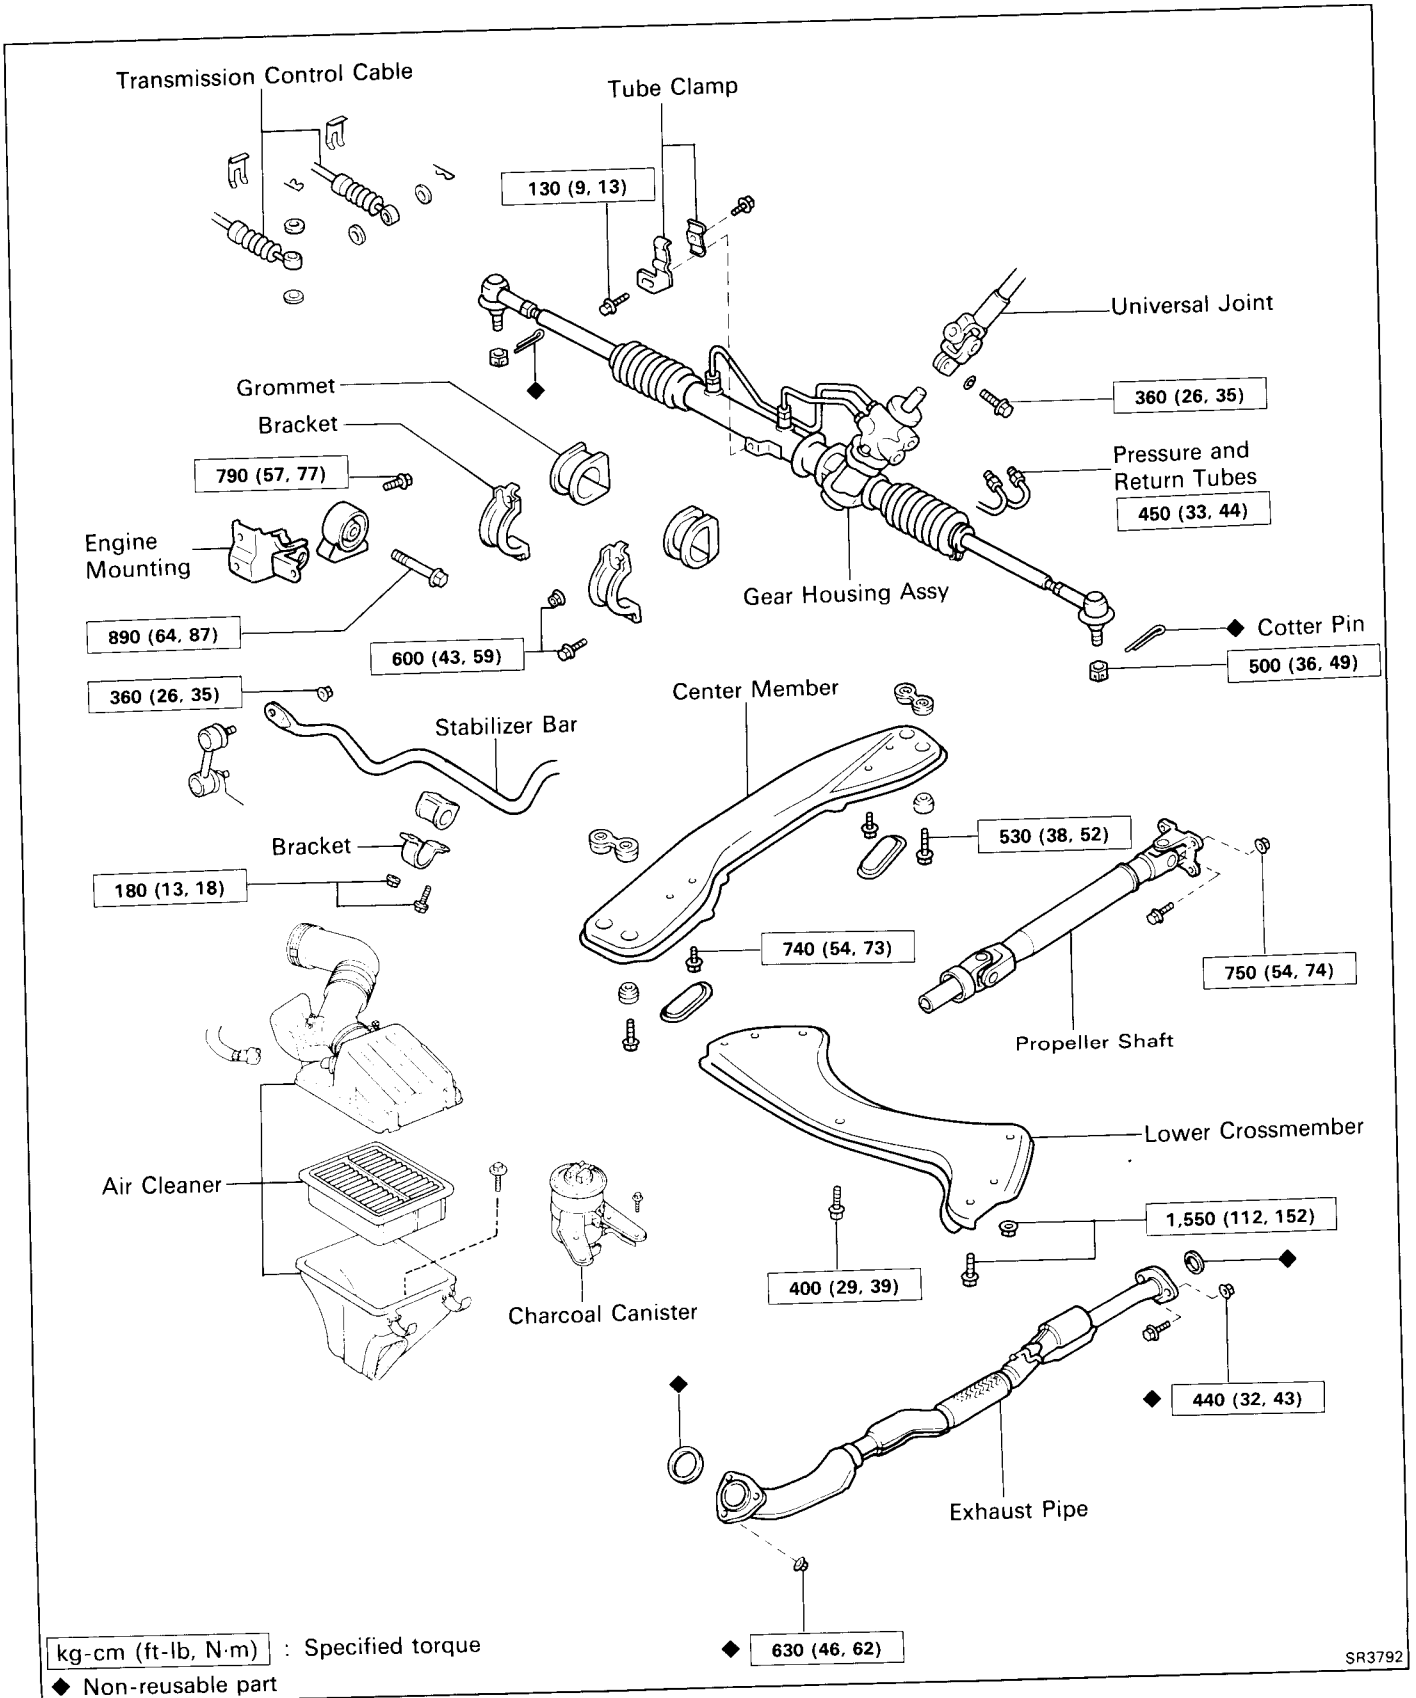 Transmission Control Cable
Tube Clamp
130 (9, 13)
Universal Joint
Grommet
360 (26, 35)
Bracket
790 (57, 77)
Pressure and
Return Tubes
450 (33, 44)
Engine
Mounting
Gear Housing Assy
890 (64, 87)
600 (43, 59)
◆ Cotter Pin
500 (36, 49)
360 (26, 35)
Center Member
Stabilizer Bar
530 (38, 52)
Bracket
180 (13, 18)
740 (54, 73)
750 (54, 74)
Propeller Shaft
Lower Crossmember
Air Cleaner
1,550 (112, 152)
400 (29, 39)
Charcoal Canister
◆ 440 (32, 43)
Exhaust Pipe
◆ 630 (46, 62)
kg-cm (ft-lb, N·m) : Specified torque
SR3792
◆ Non-reusable part